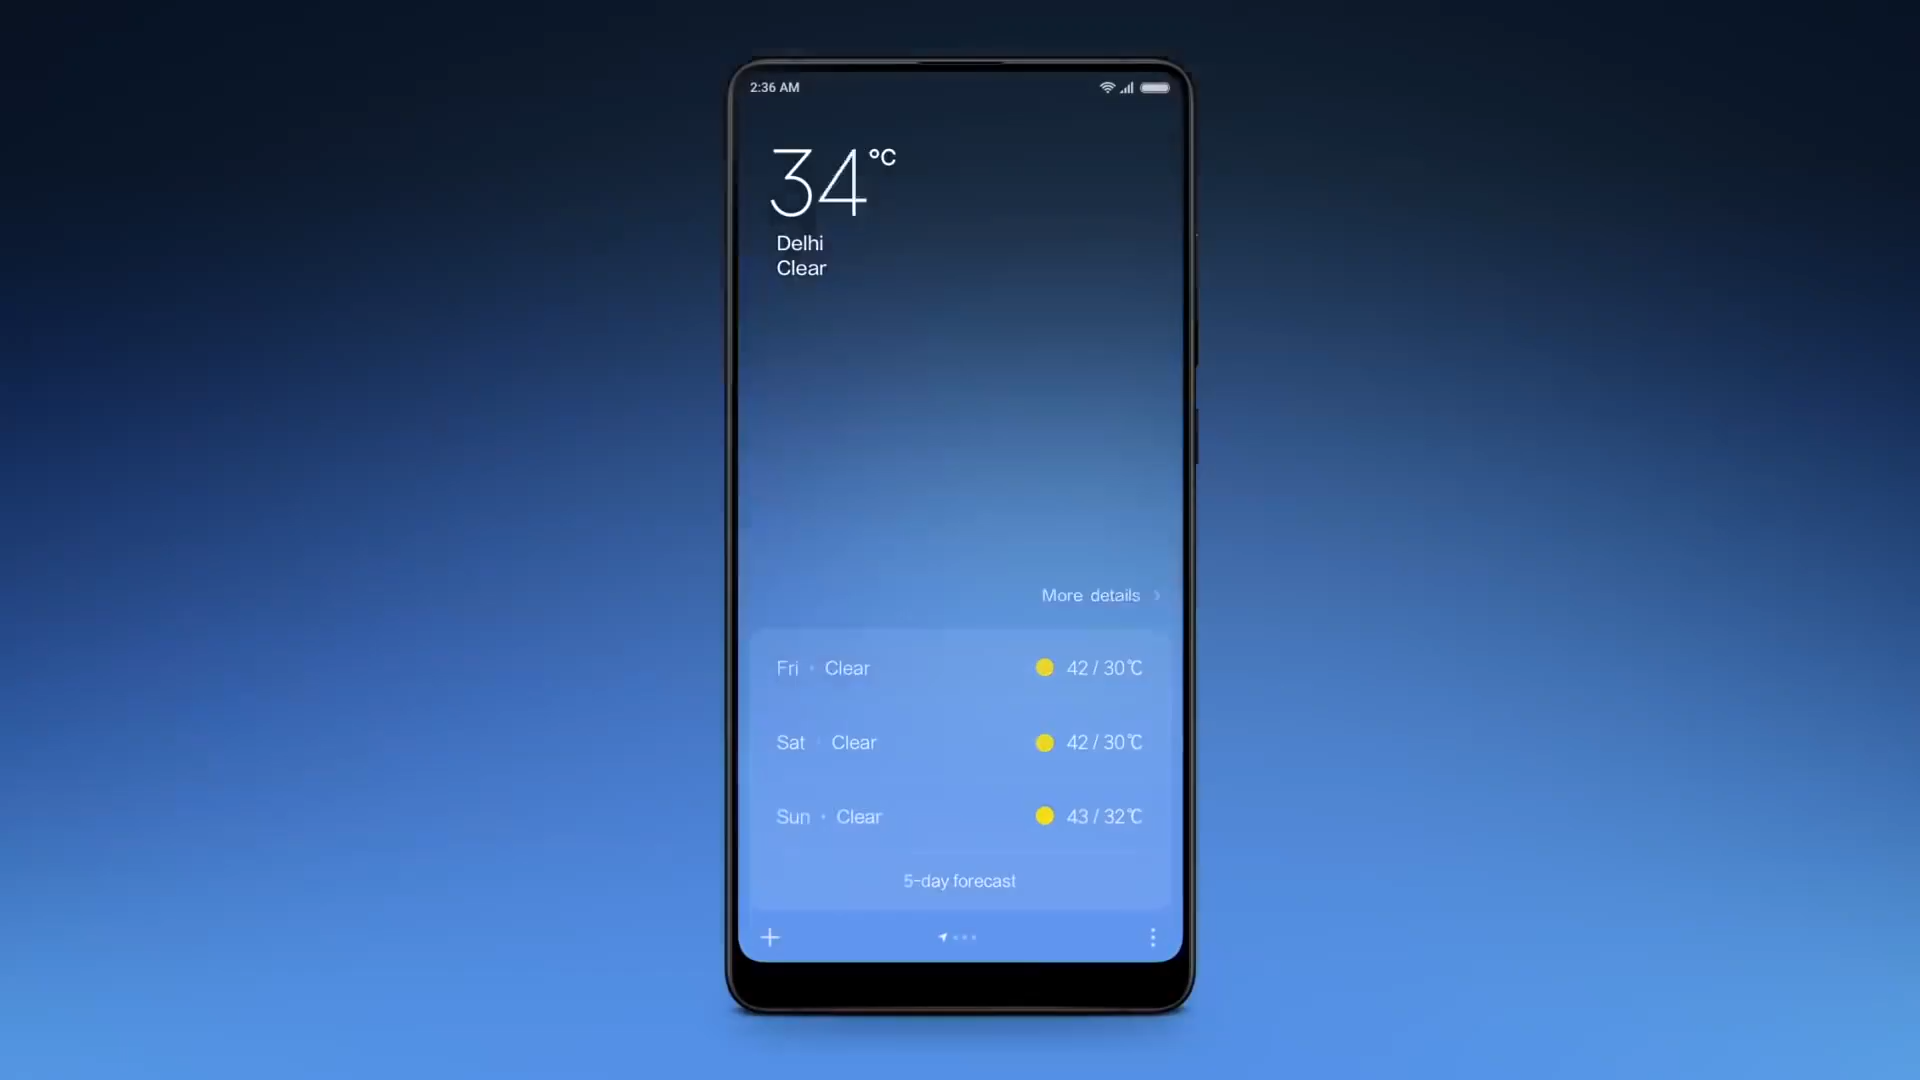 2:36 AM
34°C
Delhi
Clear
More details
Fri · Clear 42 / 30℃
Sat · Clear 42 / 30℃
Sun · Clear 43 / 32℃
5-day forecast